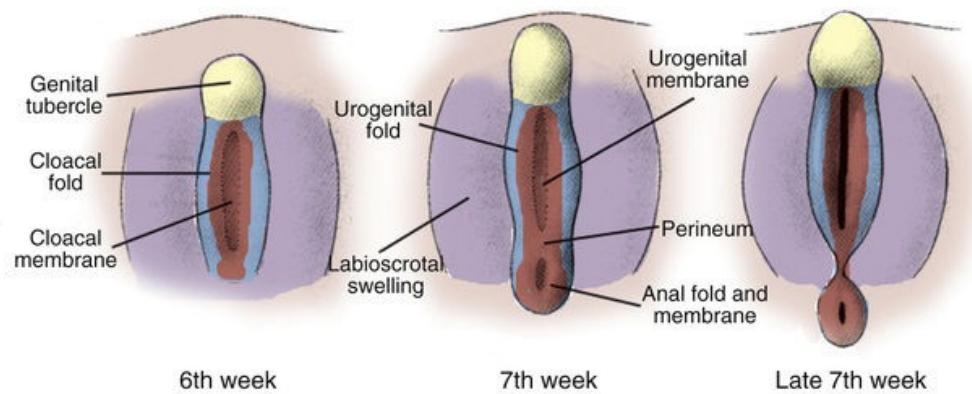 Genital
tubercle
Cloacal
fold
Cloacal
membrane
Urogenital
fold
Labioscrotal
swelling
Urogenital
membrane
Perineum
Anal fold and
membrane
6th week
7th week
Late 7th week